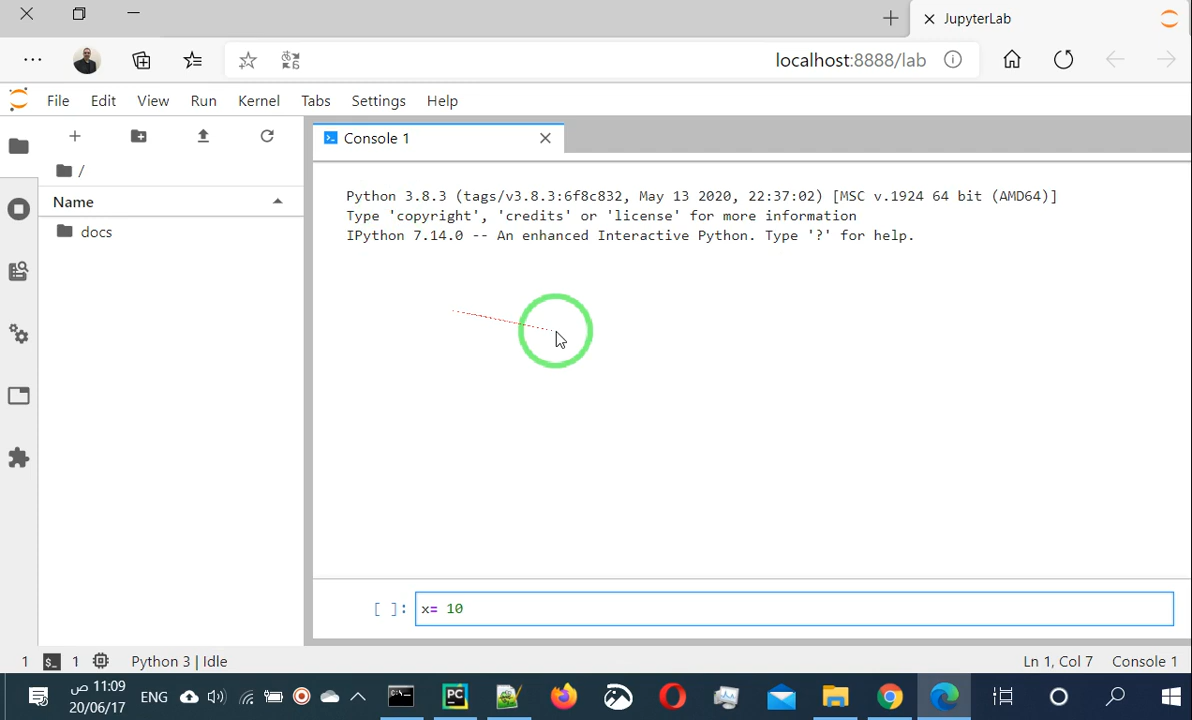 JupyterLab
localhost:8888/lab
File Edit View Run Kernel Tabs Settings Help
Console 1
/
Name
docs
Python 3.8.3 (tags/v3.8.3:6f8c832, May 13 2020, 22:37:02) [MSC v.1924 64 bit (AMD64)]
Type 'copyright', 'credits' or 'license' for more information
IPython 7.14.0 -- An enhanced Interactive Python. Type '?' for help.
[ ]: x= 10
1 $_ 1 Python 3 | Idle Ln 1, Col 7 Console 1
11:09 ص
20/06/17
ENG
PC